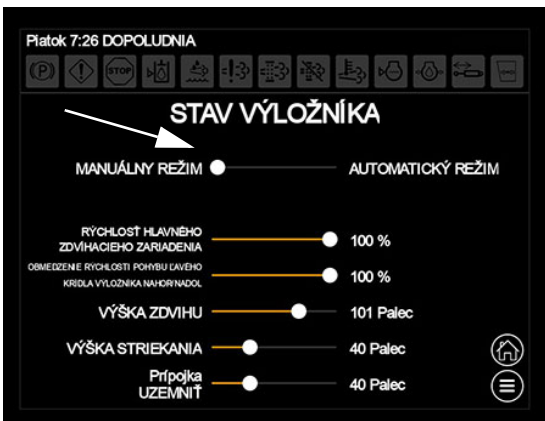 Piatok 7:26 DOPOLUDNIA
STOP
STAV VÝLOŽNÍKA
MANUÁLNY REŽIM AUTOMATICKÝ REŽIM
RÝCHLOSŤ HLAVNÉHO
ZDVÍHACIEHO ZARIADENIA 100 %
OBMEDZENIE RÝCHLOSTI POHYBU ĽAVÉHO
KRÍDLA VÝLOŽNÍKA NAHOR/NADOL 100 %
VÝŠKA ZDVIHU 101 Palec
VÝŠKA STRIEKANIA 40 Palec
Prípojka
UZEMNIŤ 40 Palec